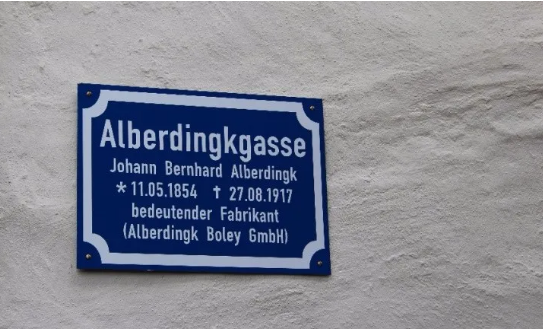 Alberdingkgasse
Johann Bernhard Alberdingk
* 11.05.1854 † 27.08.1917
bedeutender Fabrikant
(Alberdingk Boley GmbH)